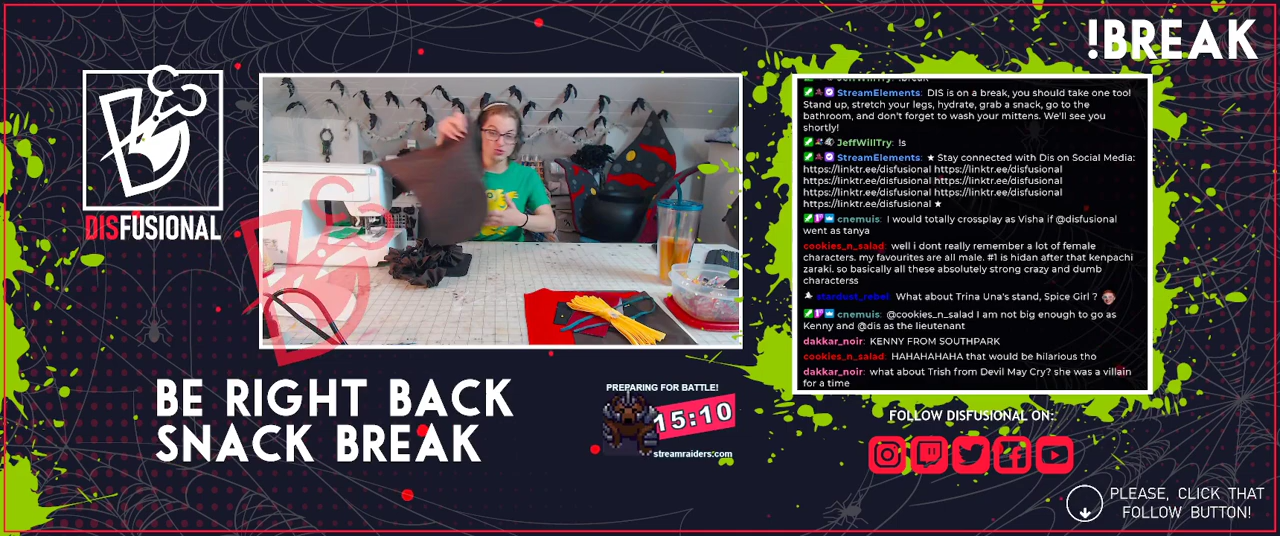 !BREAK
DISFUSIONAL
JeffWillTry: !break
StreamElements: DIS is on a break, you should take one too!
Stand up, stretch your legs, hydrate, grab a snack, go to the
bathroom, and don't forget to wash your mittens. We'll see you
shortly!
JeffWillTry: !s
StreamElements: ★ Stay connected with Dis on Social Media:
https://linktr.ee/disfusional https://linktr.ee/disfusional
https://linktr.ee/disfusional https://linktr.ee/disfusional
https://linktr.ee/disfusional https://linktr.ee/disfusional
https://linktr.ee/disfusional ★
cnemuis: I would totally crossplay as Visha if @disfusional
went as tanya
cookies_n_salad: well i dont really remember a lot of female
characters. my favourites are all male. #1 is hidan after that kenpachi
zaraki. so basically all these absolutely strong crazy and dumb
characterss
stardust_rebel: What about Trina Una's stand, Spice Girl ?
cnemuis: @cookies_n_salad I am not big enough to go as
Kenny and @dis as the lieutenant
dakkar_noir: KENNY FROM SOUTHPARK
cookies_n_salad: HAHAHAHAHA that would be hilarious tho
dakkar_noir: what about Trish from Devil May Cry? she was a villain
for a time
BE RIGHT BACK
SNACK BREAK
PREPARING FOR BATTLE!
15:10
streamraiders.com
FOLLOW DISFUSIONAL ON:
PLEASE, CLICK THAT
FOLLOW BUTTON!